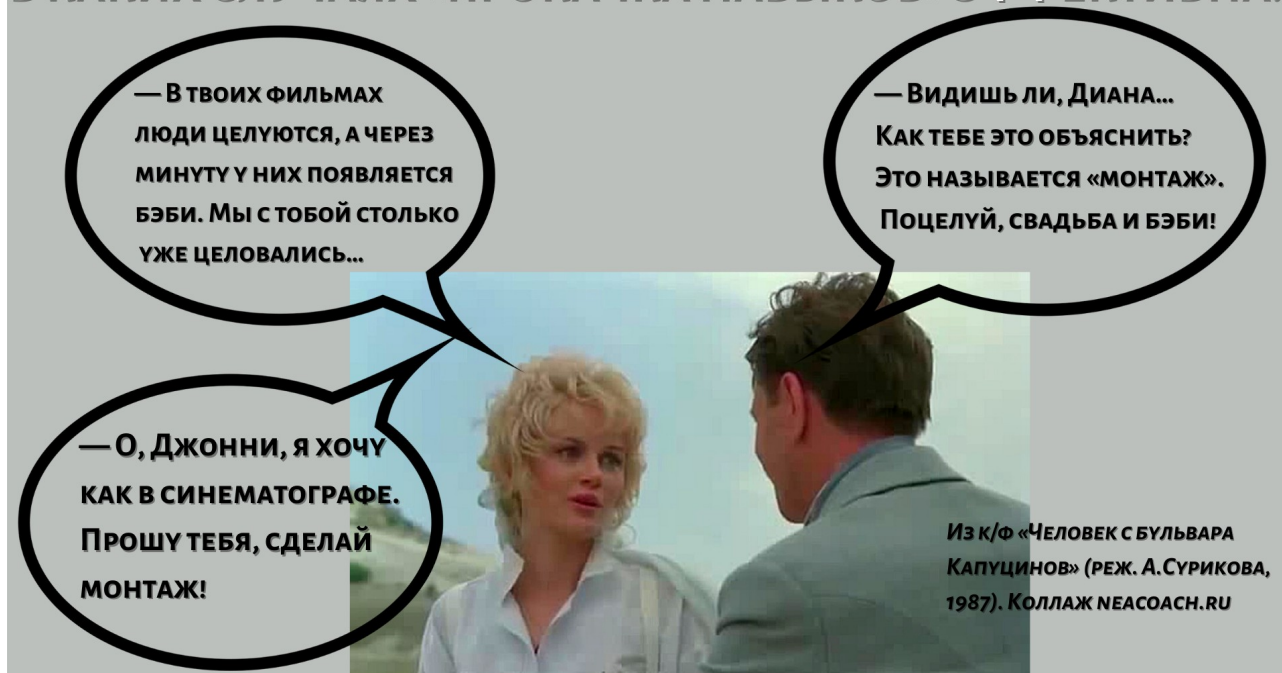 — В твоих фильмах
люди целуются, а через
минуту у них появляется
бэби. Мы с тобой столько
уже целовались...
— Видишь ли, Диана...
Как тебе это объяснить?
Это называется «монтаж».
Поцелуй, свадьба и бэби!
— О, Джонни, я хочу
как в синематографе.
Прошу тебя, сделай
монтаж!
Из к/ф «Человек с бульвара
Капуцинов» (реж. А.Сурикова,
1987). Коллаж neacoach.ru